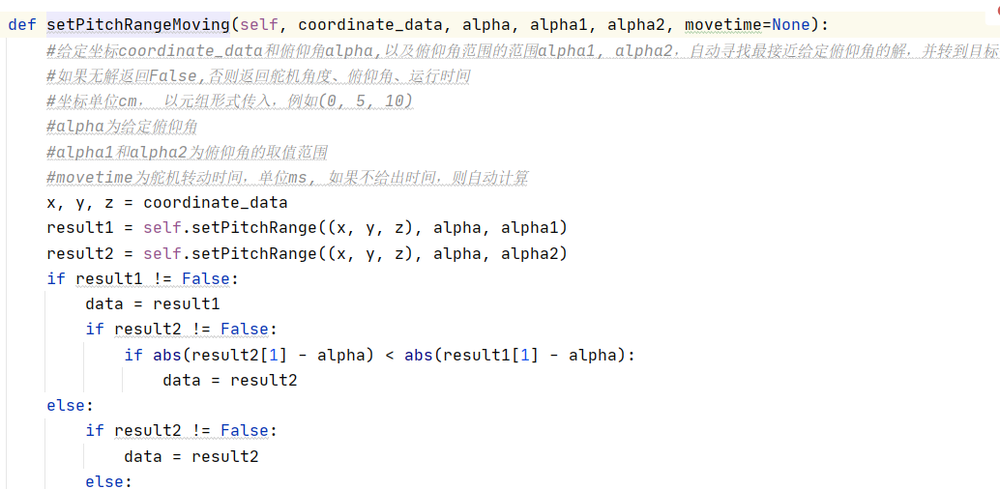 def setPitchRangeMoving(self, coordinate_data, alpha, alpha1, alpha2, movetime=None):
#给定坐标coordinate_data和俯仰角alpha,以及俯仰角范围的范围alpha1, alpha2，自动寻找最接近给定俯仰角的解，并转到目标
#如果无解返回False,否则返回舵机角度、俯仰角、运行时间
#坐标单位cm， 以元组形式传入，例如(0, 5, 10)
#alpha为给定俯仰角
#alpha1和alpha2为俯仰角的取值范围
#movetime为舵机转动时间，单位ms, 如果不给出时间，则自动计算
x, y, z = coordinate_data
result1 = self.setPitchRange((x, y, z), alpha, alpha1)
result2 = self.setPitchRange((x, y, z), alpha, alpha2)
if result1 != False:
data = result1
if result2 != False:
if abs(result2[1] - alpha) < abs(result1[1] - alpha):
data = result2
else:
if result2 != False:
data = result2
else: